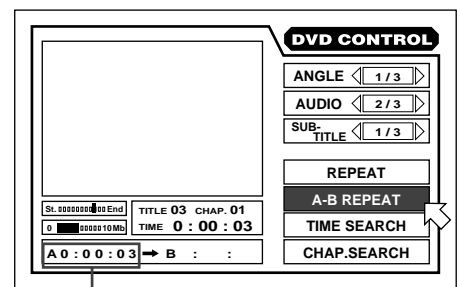 DVD CONTROL
ANGLE 1 / 3
AUDIO 2 / 3
SUB-
TITLE 1 / 3
REPEAT
A-B REPEAT
TIME SEARCH
CHAP.SEARCH
St. End
0 10Mb
TITLE 03 CHAP. 01
TIME 0 : 00 : 03
A 0 : 00 : 03 ➞ B : :